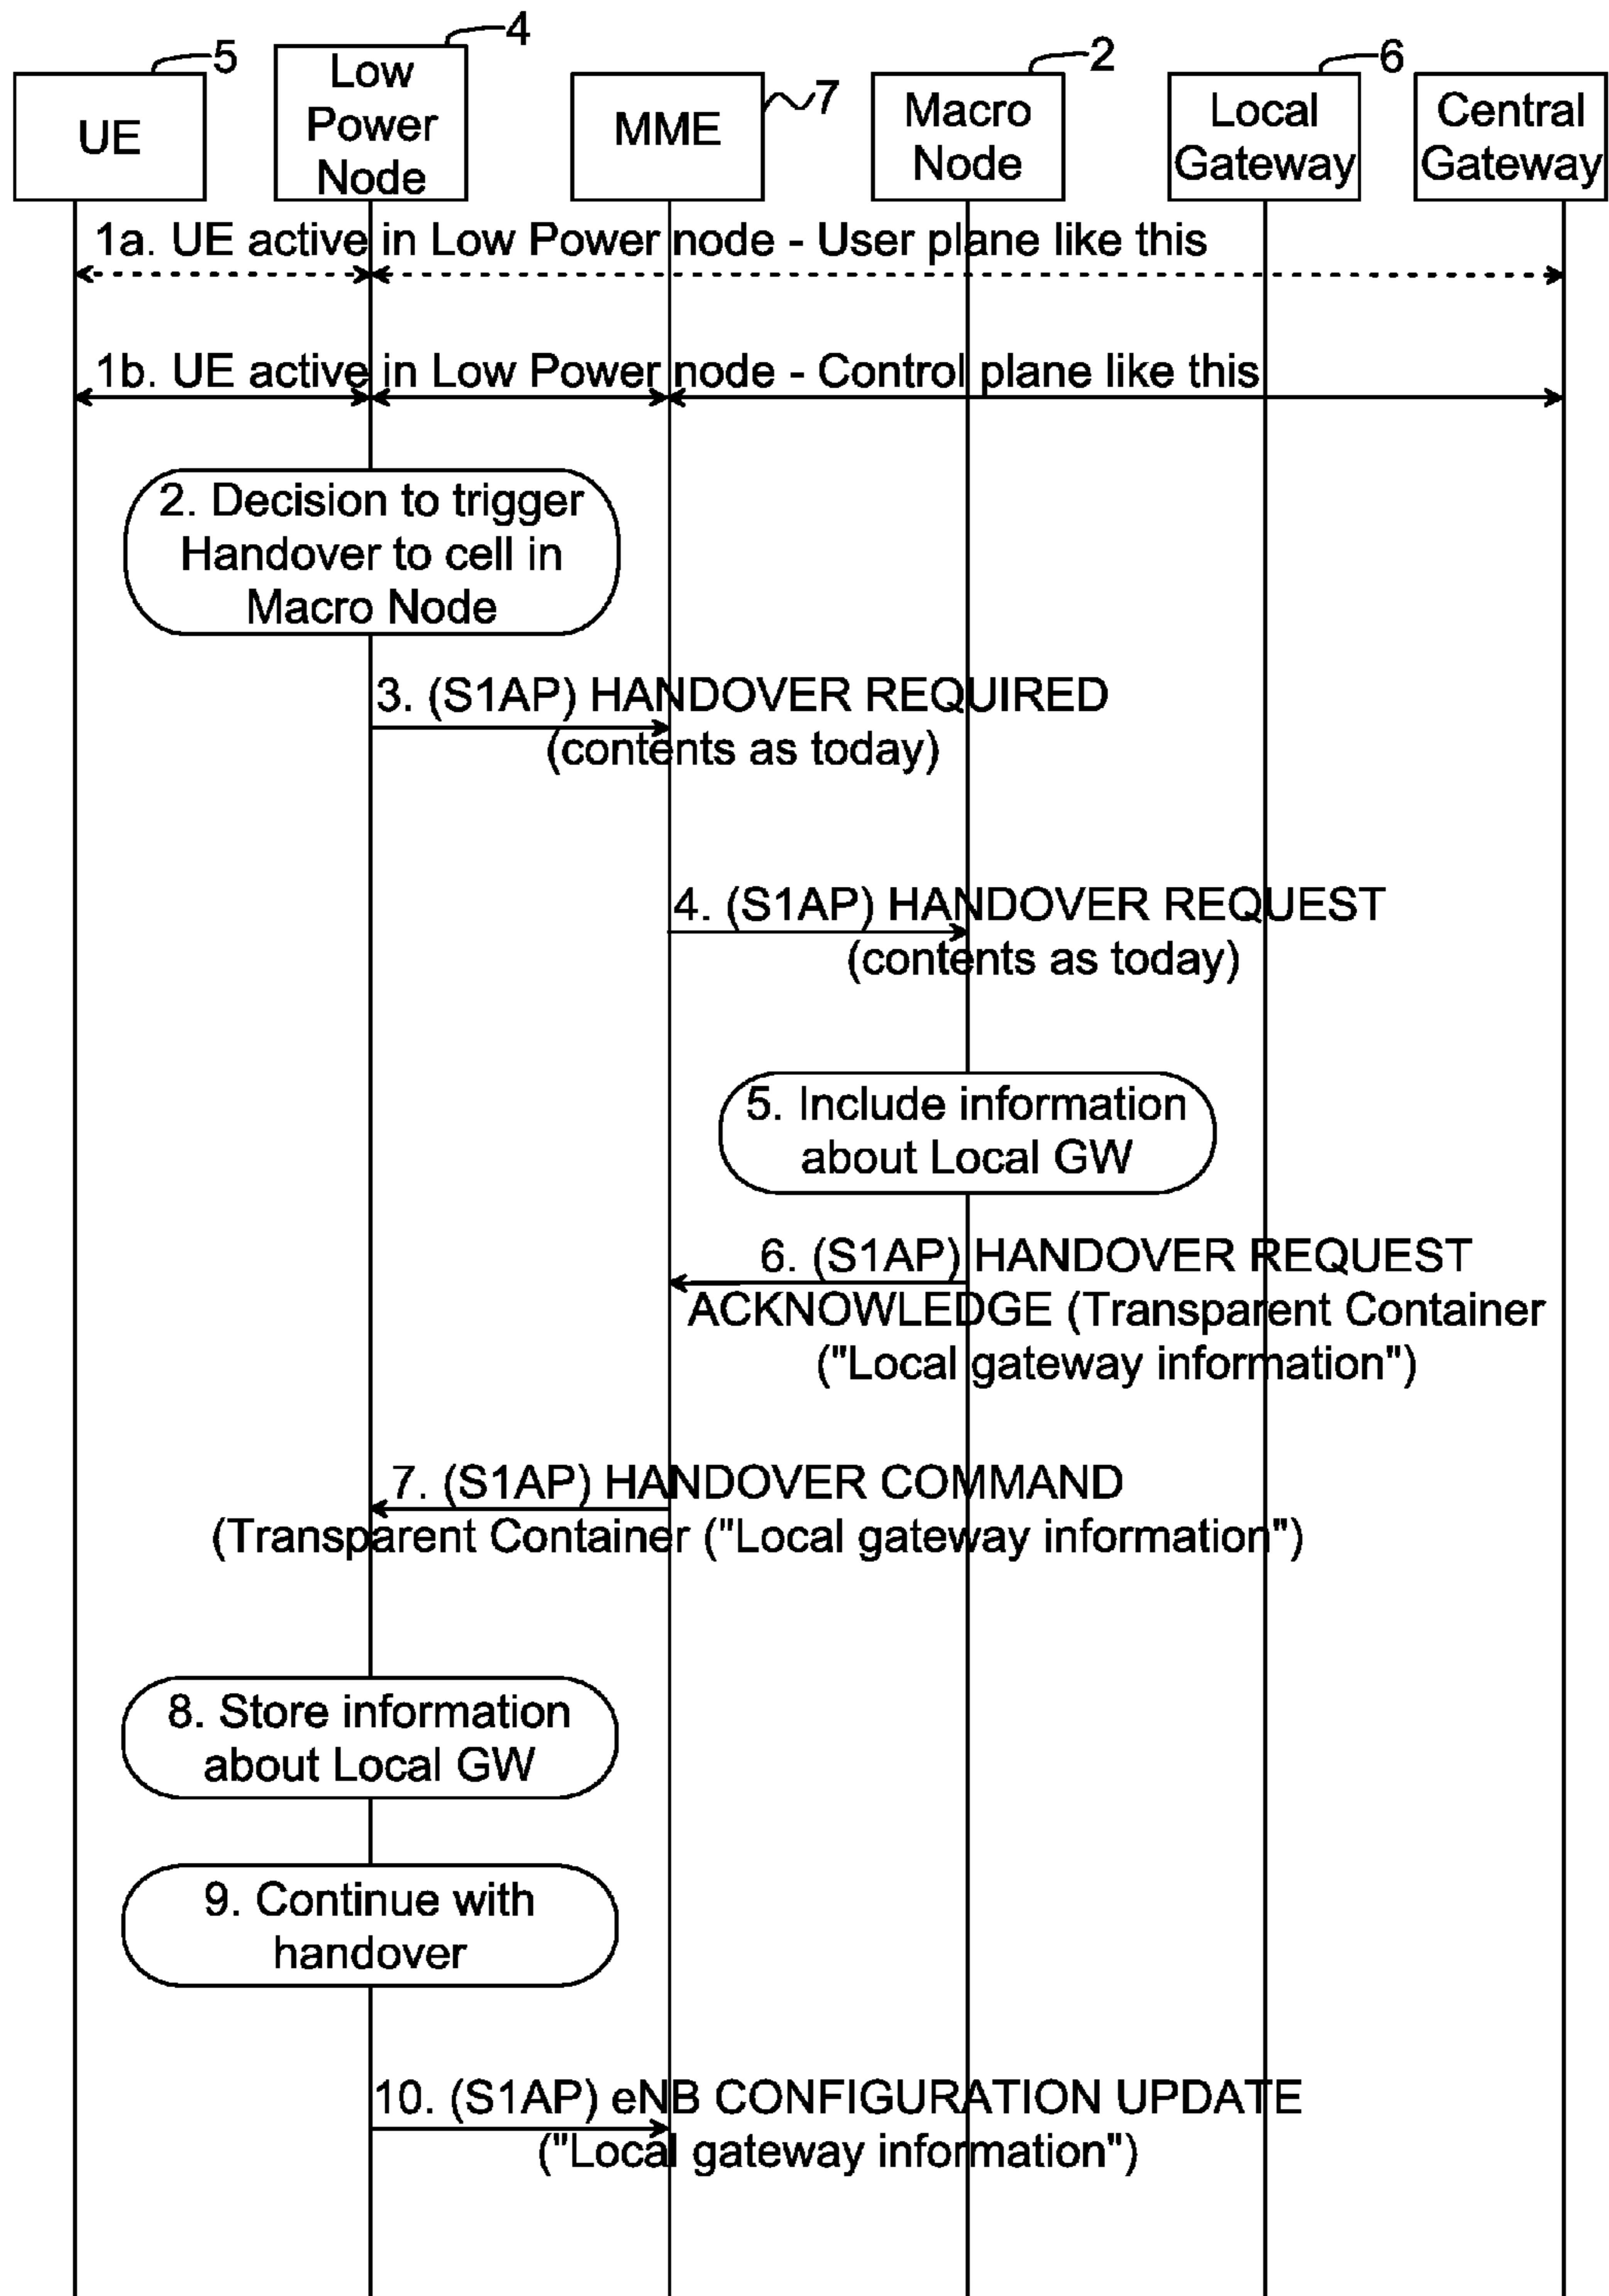 5
4
2
6
7
UE
Low
Power
Node
MME
Macro
Node
Local
Gateway
Central
Gateway
1a. UE active in Low Power node - User plane like this
1b. UE active in Low Power node - Control plane like this
2. Decision to trigger
Handover to cell in
Macro Node
3. (S1AP) HANDOVER REQUIRED
(contents as today)
4. (S1AP) HANDOVER REQUEST
(contents as today)
5. Include information
about Local GW
6. (S1AP) HANDOVER REQUEST
ACKNOWLEDGE (Transparent Container
("Local gateway information")
7. (S1AP) HANDOVER COMMAND
(Transparent Container ("Local gateway information")
8. Store information
about Local GW
9. Continue with
handover
10. (S1AP) eNB CONFIGURATION UPDATE
("Local gateway information")